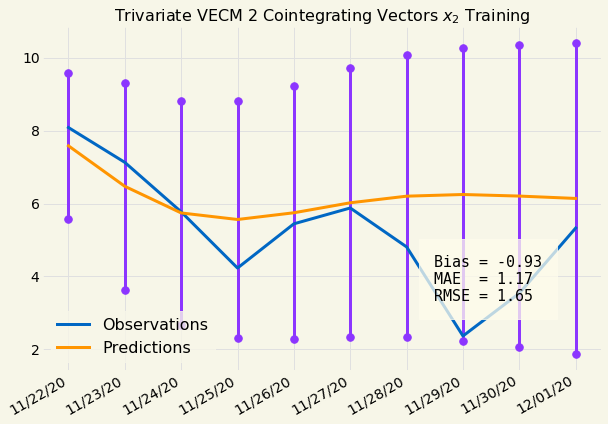 Trivariate VECM 2 Cointegrating Vectors x₂ Training
10
8
6
4
2
Bias = -0.93
MAE  = 1.17
RMSE = 1.65
Observations
Predictions
11/22/20
11/23/20
11/24/20
11/25/20
11/26/20
11/27/20
11/28/20
11/29/20
11/30/20
12/01/20